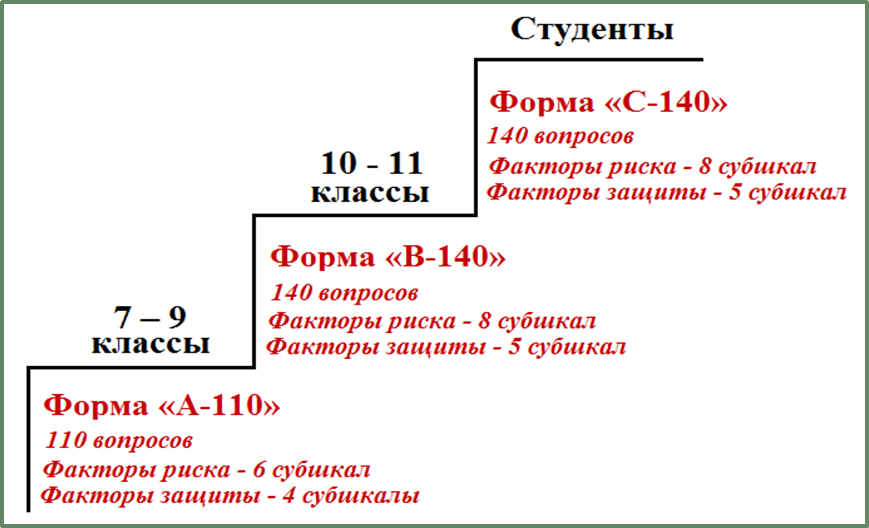 Студенты
Форма «С-140»
140 вопросов
Факторы риска - 8 субшкал
Факторы защиты - 5 субшкал
10 - 11
классы
Форма «В-140»
140 вопросов
Факторы риска - 8 субшкал
Факторы защиты - 5 субшкал
7 – 9
классы
Форма «А-110»
110 вопросов
Факторы риска - 6 субшкал
Факторы защиты - 4 субшкалы